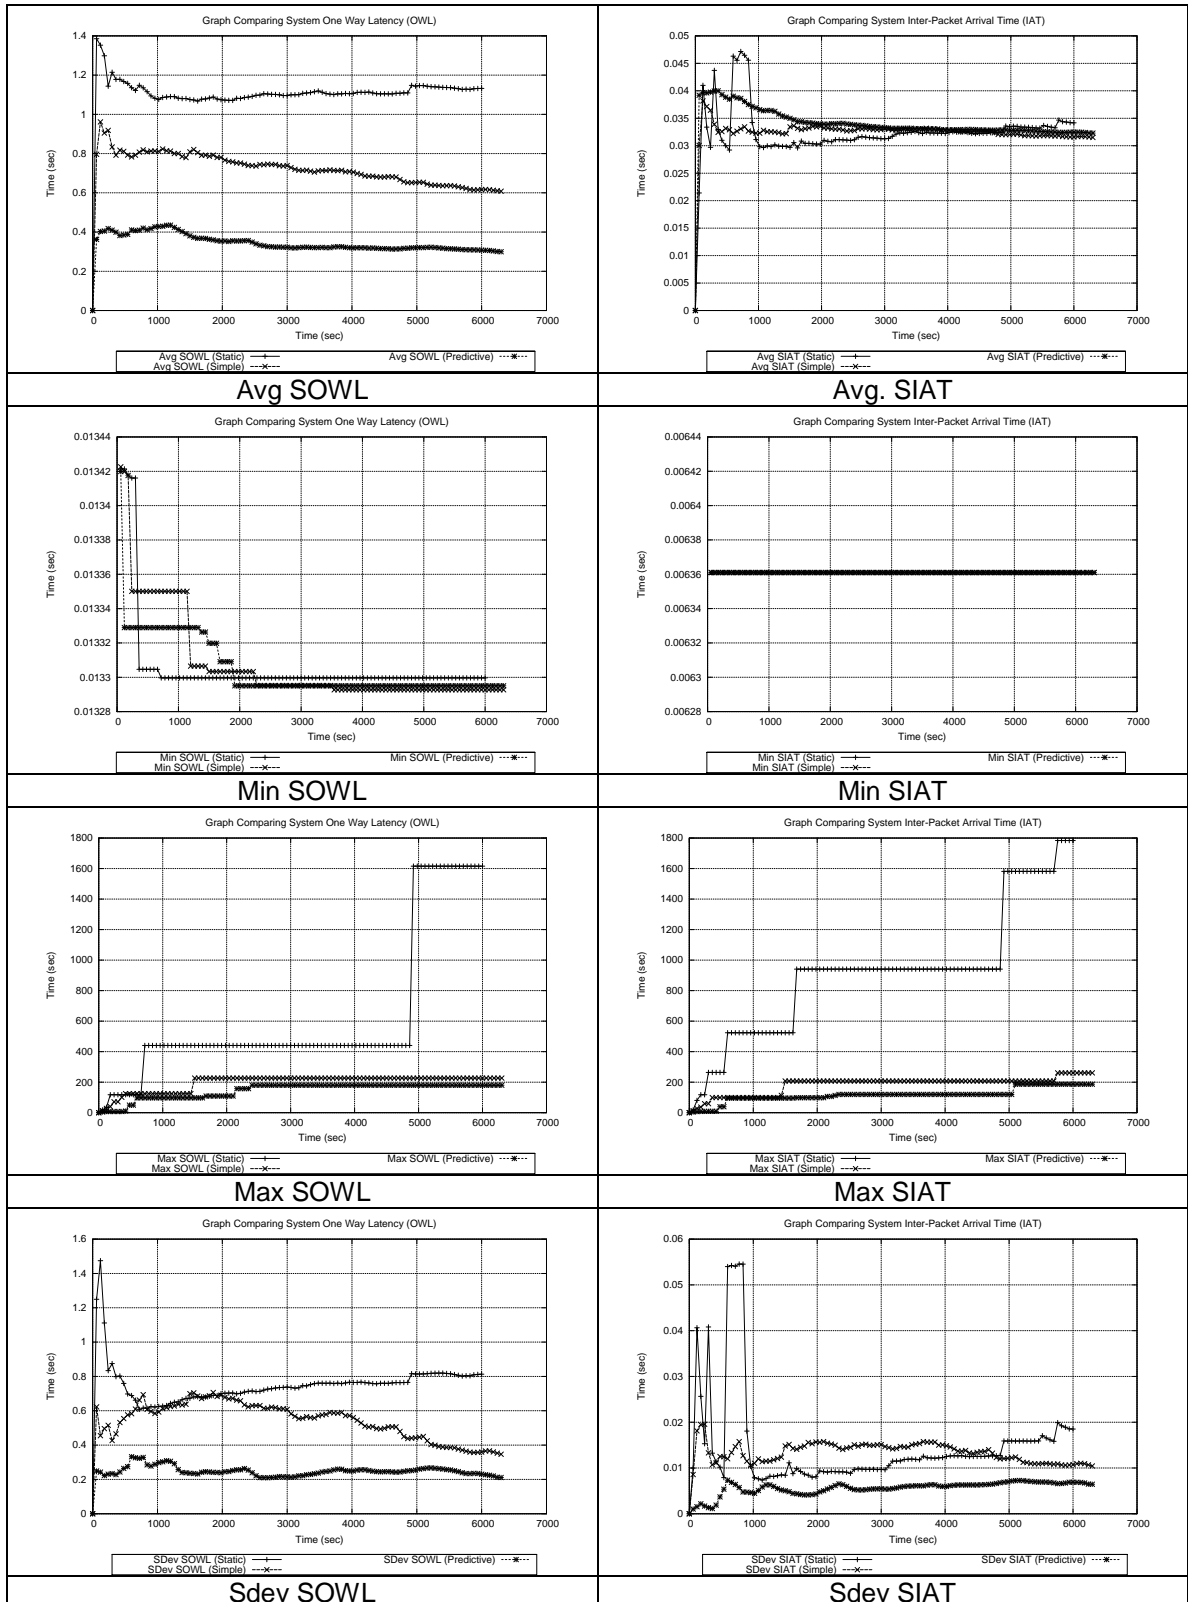 Graph Comparing System One Way Latency (OWL)
1.4
1.2
1
0.8
0.6
0.4
0.2
0
Time (sec)
0 1000 2000 3000 4000 5000 6000 7000
Time (sec)
Avg SOWL (Static) Avg SOWL (Predictive)
Avg SOWL (Simple)
Avg SOWL
Graph Comparing System Inter-Packet Arrival Time (IAT)
0.05
0.045
0.04
0.035
0.03
0.025
0.02
0.015
0.01
0.005
0
Time (sec)
0 1000 2000 3000 4000 5000 6000 7000
Time (sec)
Avg SIAT (Static) Avg SIAT (Predictive)
Avg SIAT (Simple)
Avg. SIAT
Graph Comparing System One Way Latency (OWL)
0.01344
0.01342
0.0134
0.01338
0.01336
0.01334
0.01332
0.0133
0.01328
Time (sec)
0 1000 2000 3000 4000 5000 6000 7000
Time (sec)
Min SOWL (Static) Min SOWL (Predictive)
Min SOWL (Simple)
Min SOWL
Graph Comparing System Inter-Packet Arrival Time (IAT)
0.00644
0.00642
0.0064
0.00638
0.00636
0.00634
0.00632
0.0063
0.00628
Time (sec)
0 1000 2000 3000 4000 5000 6000 7000
Time (sec)
Min SIAT (Static) Min SIAT (Predictive)
Min SIAT (Simple)
Min SIAT
Graph Comparing System One Way Latency (OWL)
1800
1600
1400
1200
1000
800
600
400
200
0
Time (sec)
0 1000 2000 3000 4000 5000 6000 7000
Time (sec)
Max SOWL (Static) Max SOWL (Predictive)
Max SOWL (Simple)
Max SOWL
Graph Comparing System Inter-Packet Arrival Time (IAT)
1800
1600
1400
1200
1000
800
600
400
200
0
Time (sec)
0 1000 2000 3000 4000 5000 6000 7000
Time (sec)
Max SIAT (Static) Max SIAT (Predictive)
Max SIAT (Simple)
Max SIAT
Graph Comparing System One Way Latency (OWL)
1.6
1.4
1.2
1
0.8
0.6
0.4
0.2
0
Time (sec)
0 1000 2000 3000 4000 5000 6000 7000
Time (sec)
SDev SOWL (Static) SDev SOWL (Predictive)
SDev SOWL (Simple)
Sdev SOWL
Graph Comparing System Inter-Packet Arrival Time (IAT)
0.06
0.05
0.04
0.03
0.02
0.01
0
Time (sec)
0 1000 2000 3000 4000 5000 6000 7000
Time (sec)
SDev SIAT (Static) SDev SIAT (Predictive)
SDev SIAT (Simple)
Sdev SIAT